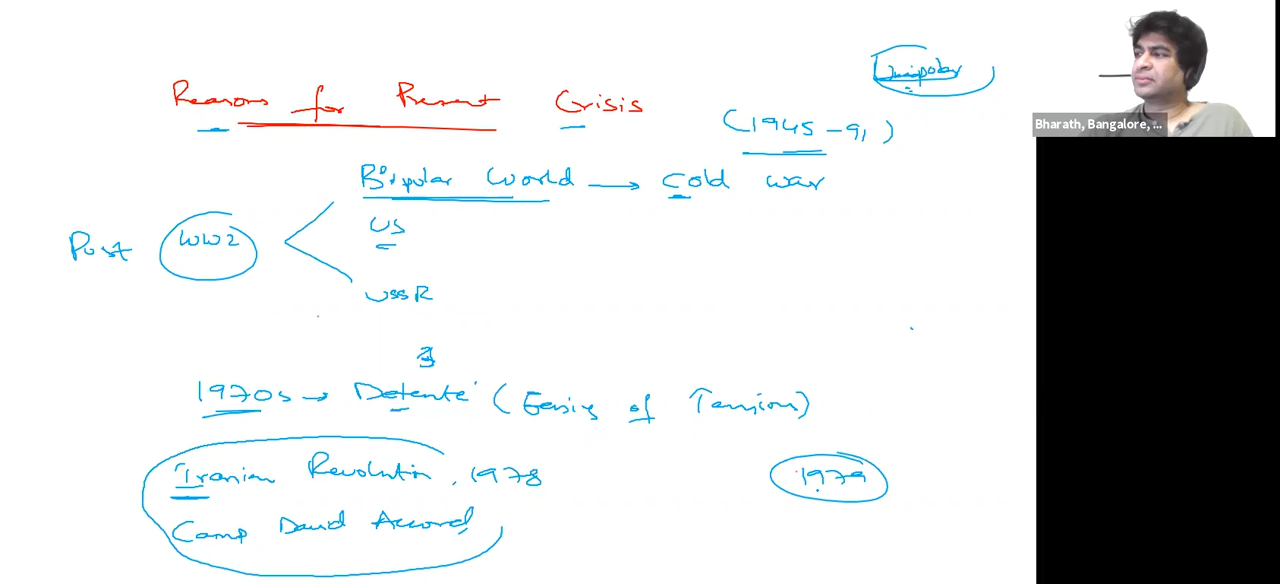 Unipolar
Reasons for Present Crisis
(1945-91)
Bharath, Bangalore, ...
Bipolar World → Cold war
US
Post WW2
USSR
1970s → Detente' (Easing of Tensions)
Iranian Revolution, 1978
1979
Camp David Accord,